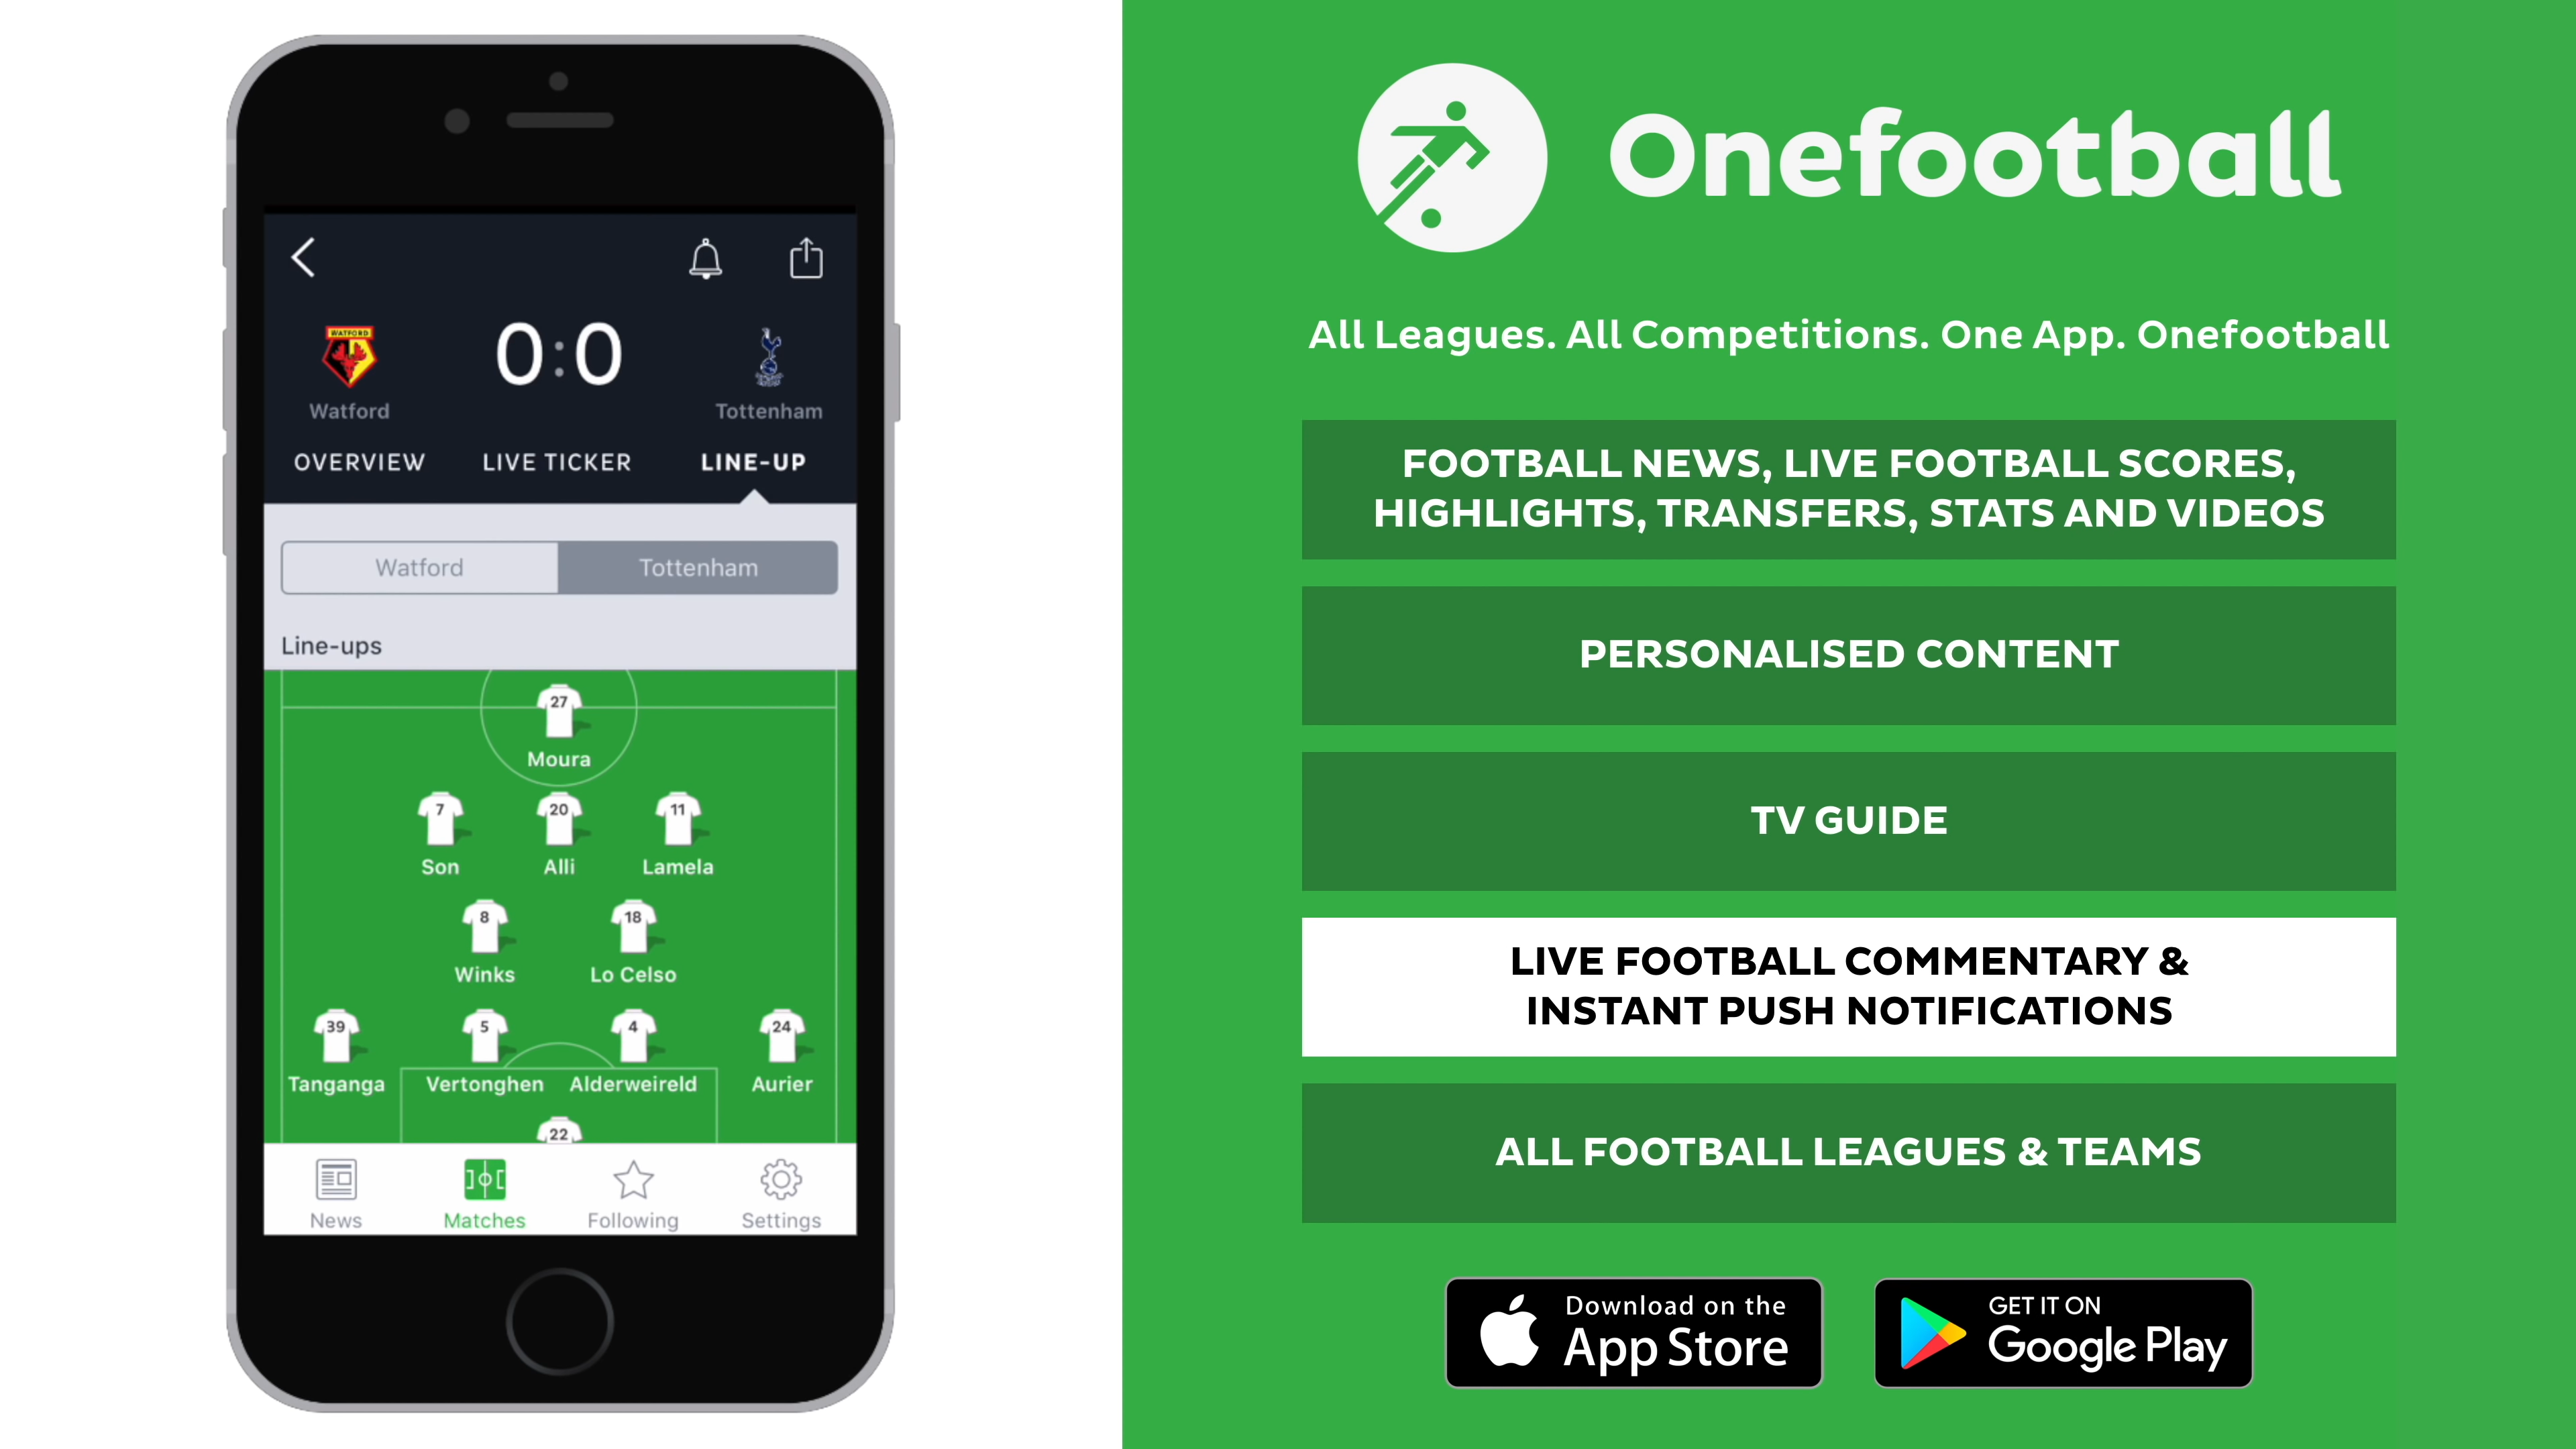 WATFORD
0:0
Watford
Tottenham
OVERVIEW LIVE TICKER LINE-UP
Watford Tottenham
Line-ups
27
Moura
7 20 11
Son Alli Lamela
8 18
Winks Lo Celso
39 5 4 24
Tanganga Vertonghen Alderweireld Aurier
22
News Matches Following Settings
Onefootball
All Leagues. All Competitions. One App. Onefootball
FOOTBALL NEWS, LIVE FOOTBALL SCORES,
HIGHLIGHTS, TRANSFERS, STATS AND VIDEOS
PERSONALISED CONTENT
TV GUIDE
LIVE FOOTBALL COMMENTARY &
INSTANT PUSH NOTIFICATIONS
ALL FOOTBALL LEAGUES & TEAMS
Download on the
App Store
GET IT ON
Google Play